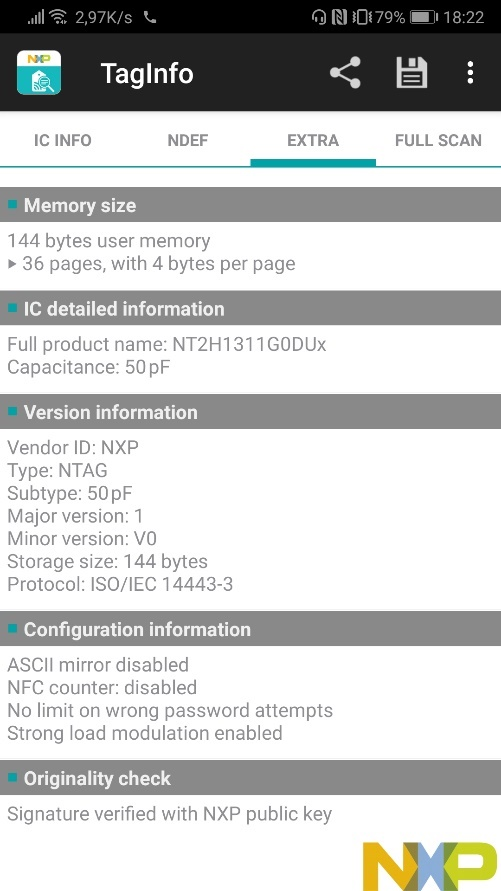 2,97K/s 79% 18:22
NXP
TagInfo
IC INFO NDEF EXTRA FULL SCAN
Memory size
144 bytes user memory
▸ 36 pages, with 4 bytes per page
IC detailed information
Full product name: NT2H1311G0DUx
Capacitance: 50 pF
Version information
Vendor ID: NXP
Type: NTAG
Subtype: 50 pF
Major version: 1
Minor version: V0
Storage size: 144 bytes
Protocol: ISO/IEC 14443-3
Configuration information
ASCII mirror disabled
NFC counter: disabled
No limit on wrong password attempts
Strong load modulation enabled
Originality check
Signature verified with NXP public key
NXP